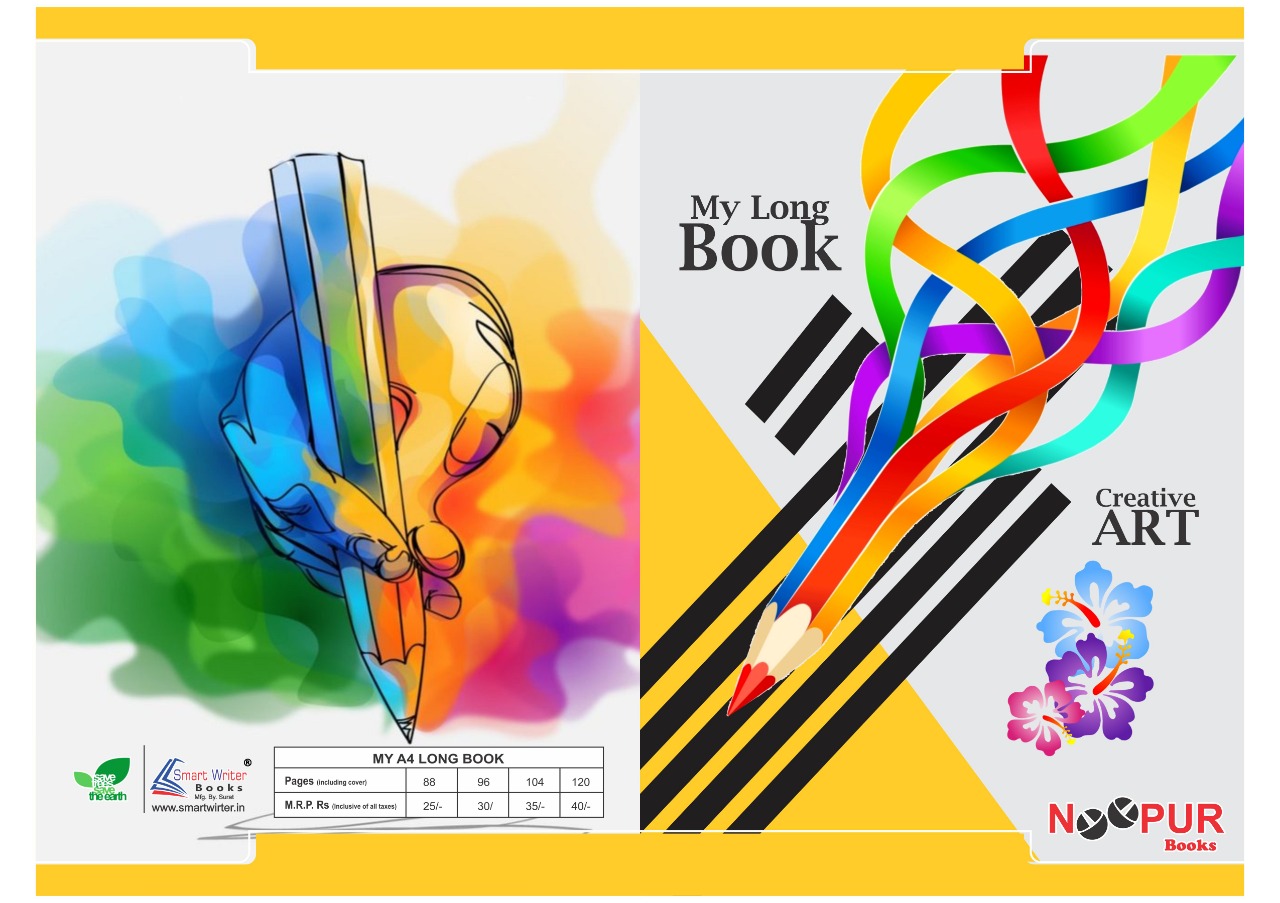 save
trees
save
the earth
Smart Writer ®
Books
Mfg. By. Surat
www.smartwirter.in
MY A4 LONG BOOK
Pages (including cover) 88 96 104 120
M.R.P. Rs (Inclusive of all taxes) 25/- 30/ 35/- 40/-
My Long
Book
Creative
ART
NOOPUR
Books